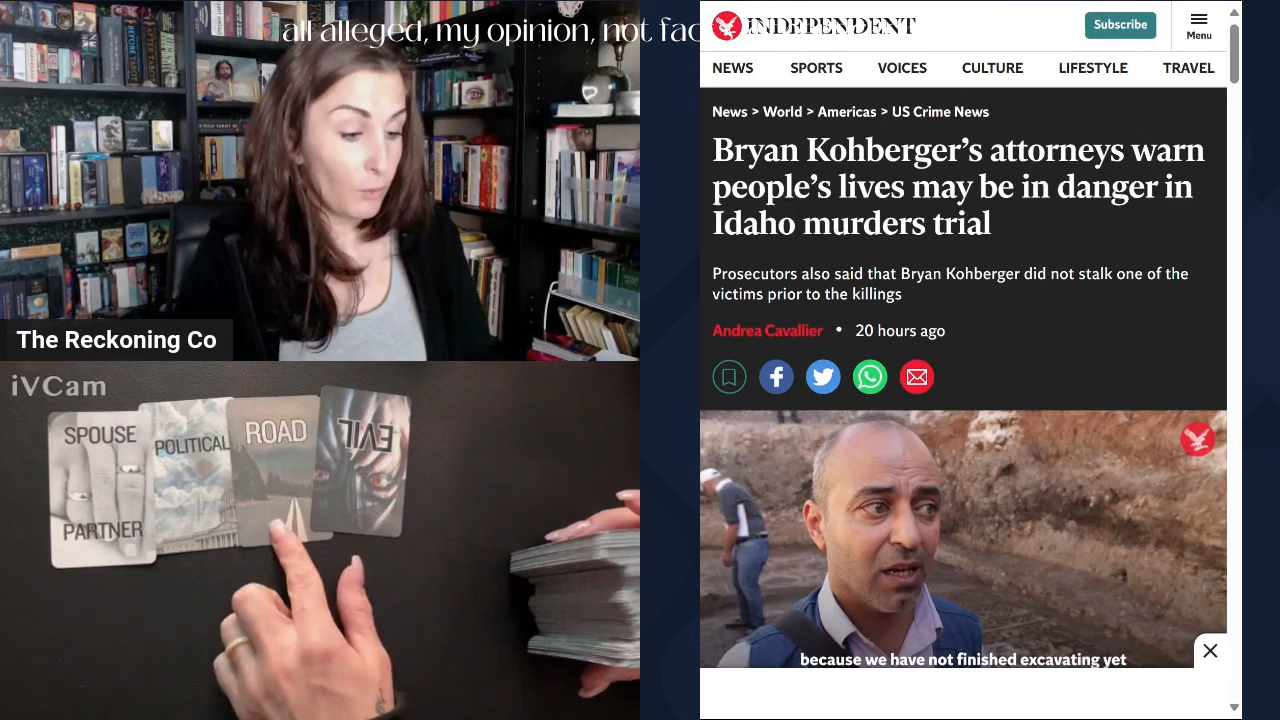 all alleged, my opinion, not fac
The Reckoning Co
iVCam
SPOUSE
PARTNER
POLITICAL
ROAD
EVIL
INDEPENDENT
Subscribe
Menu
NEWS SPORTS VOICES CULTURE LIFESTYLE TRAVEL
News > World > Americas > US Crime News
Bryan Kohberger’s attorneys warn
people’s lives may be in danger in
Idaho murders trial
Prosecutors also said that Bryan Kohberger did not stalk one of the
victims prior to the killings
Andrea Cavallier • 20 hours ago
because we have not finished excavating yet